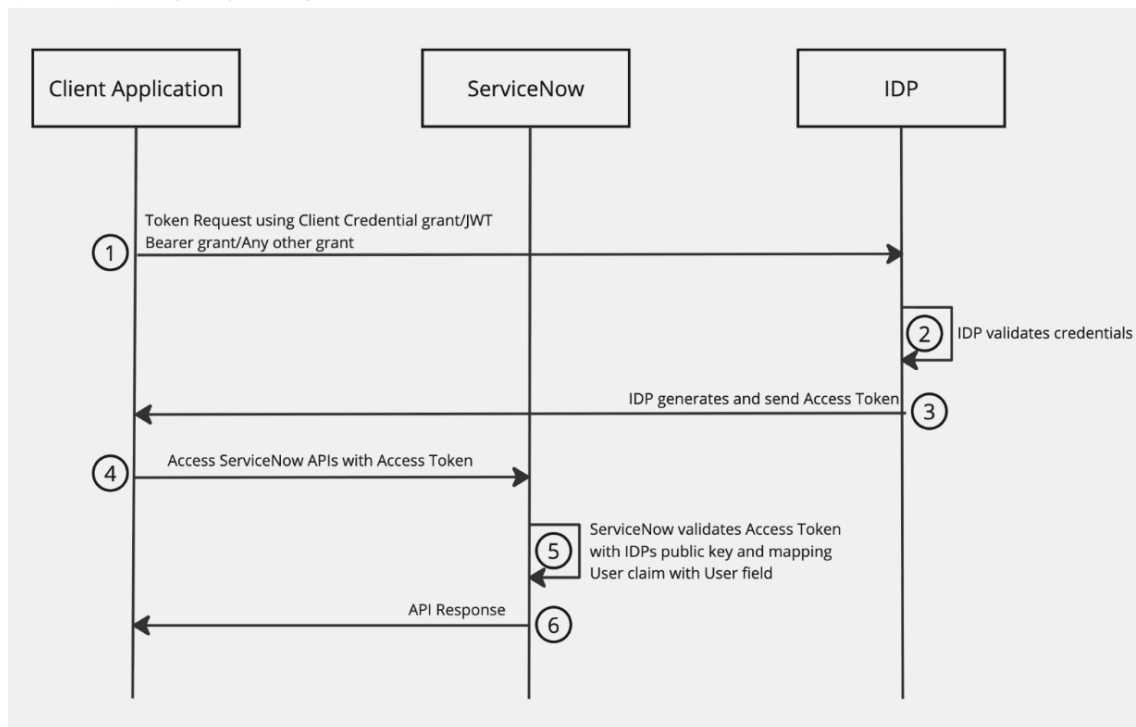 Client Application
ServiceNow
IDP
Token Request using Client Credential grant/JWT
Bearer grant/Any other grant
1
2
IDP validates credentials
IDP generates and send Access Token
3
4
Access ServiceNow APIs with Access Token
5
ServiceNow validates Access Token
with IDPs public key and mapping
User claim with User field
API Response
6